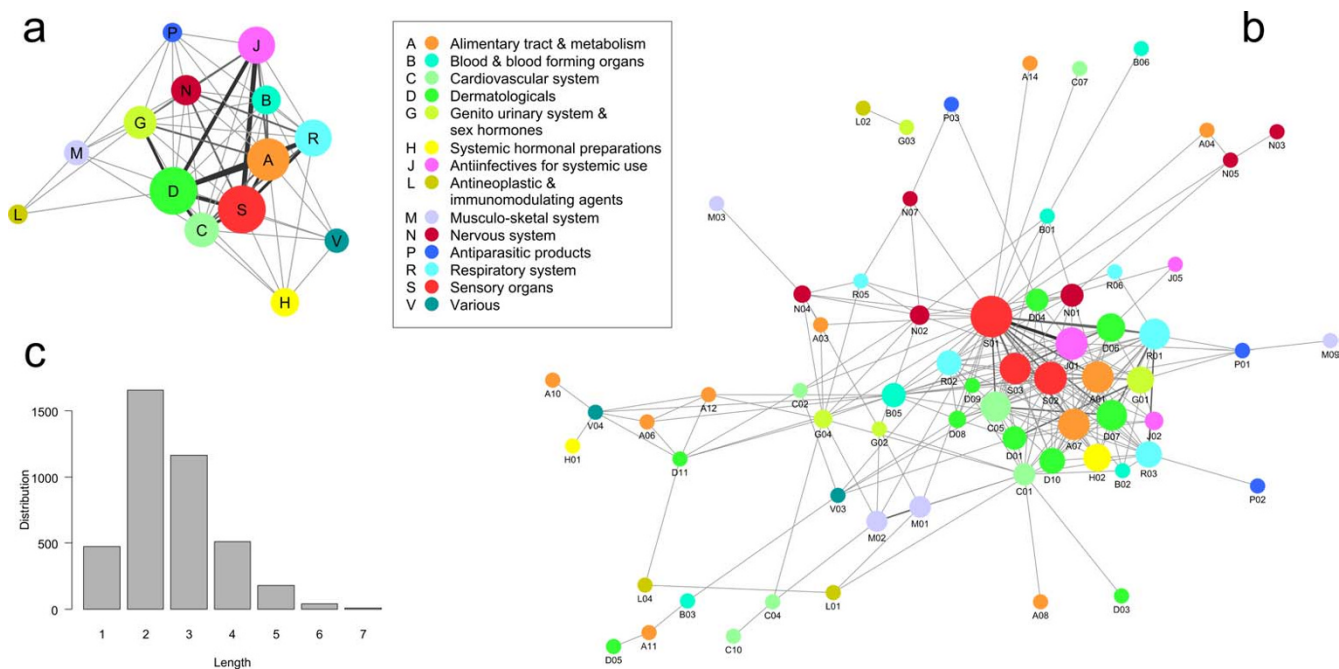 a
P
J
N
B
G
R
M
A
D
S
L
C
V
H
A Alimentary tract & metabolism
B Blood & blood forming organs
C Cardiovascular system
D Dermatologicals
G Genito urinary system &
sex hormones
H Systemic hormonal preparations
J Antiinfectives for systemic use
L Antineoplastic &
immunomodulating agents
M Musculo-sketal system
N Nervous system
P Antiparasitic products
R Respiratory system
S Sensory organs
V Various
b
B06
A14
C07
L02
P03
G03
A04
N03
N05
M03
N07
B01
R05
R06
J05
N04
D04
N01
A03
N02
S01
D06
R01
J01
P01
M09
R02
S03
S02
A01
G01
A10
C02
D09
V04
A12
B05
C05
A06
G04
G02
D08
D07
J02
H01
D01
A07
D11
D10
H02
B02
R03
C01
V03
P02
M01
M02
L04
L01
B03
C04
A08
D03
D05
A11
C10
c
Distribution
1500
1000
500
0
1 2 3 4 5 6 7
Length